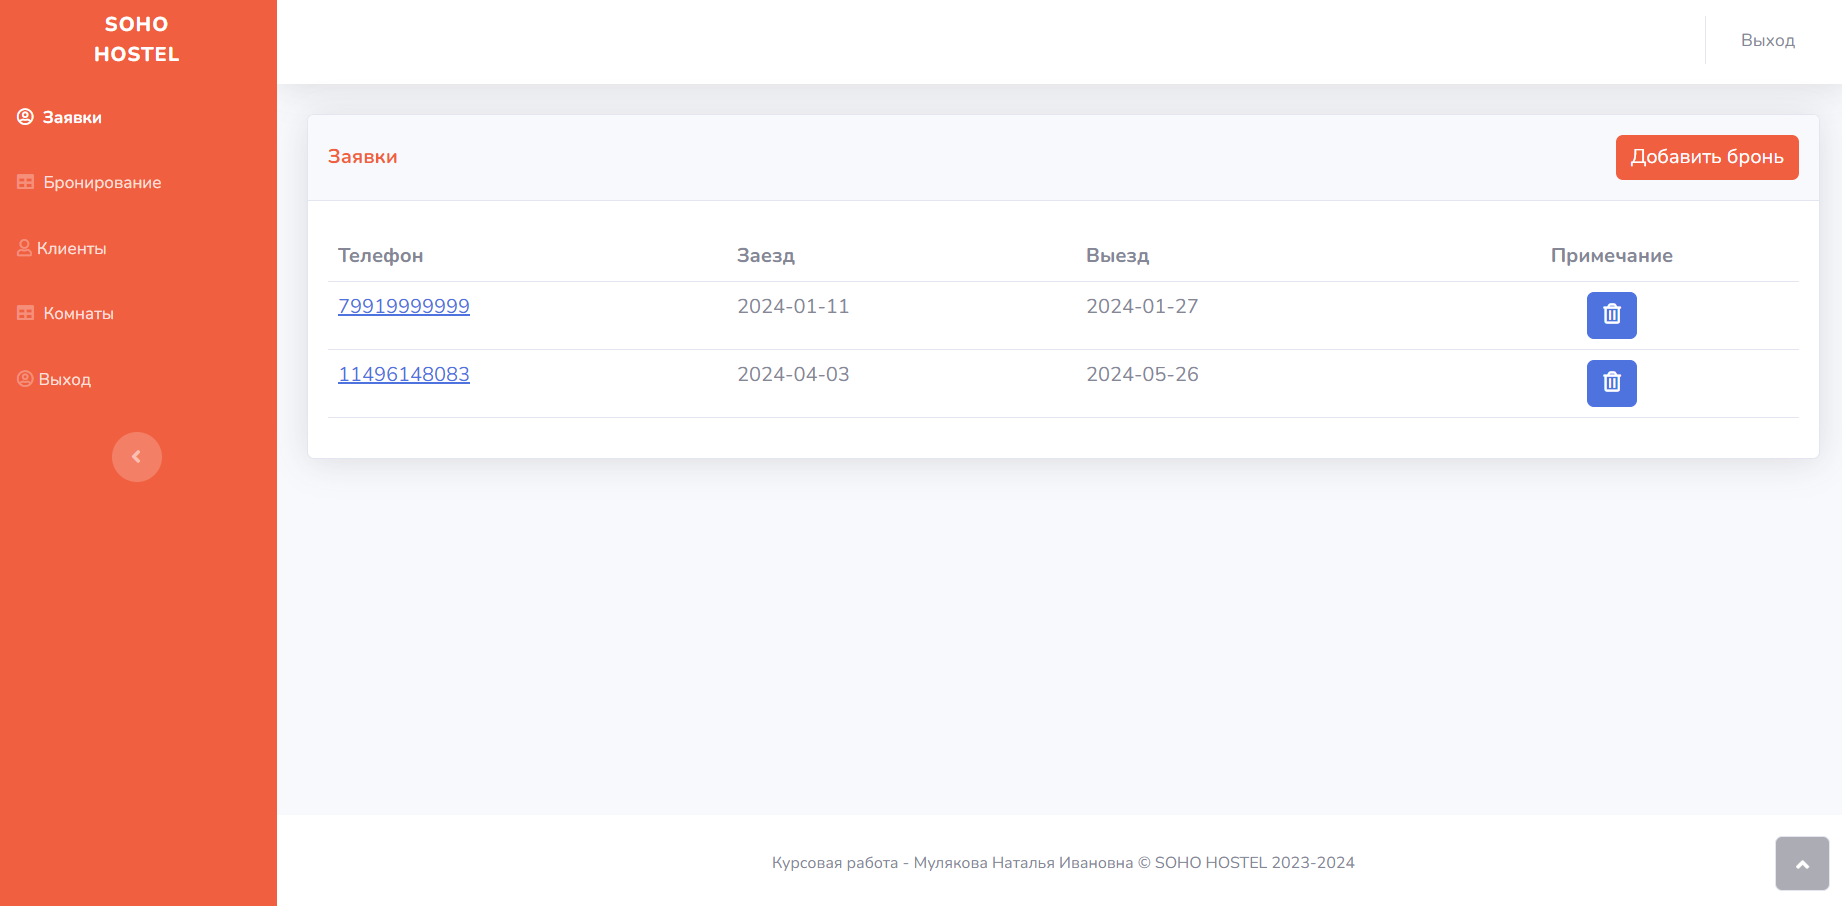 SOHO
HOSTEL
Выход
Заявки
Бронирование
Клиенты
Комнаты
Выход
Заявки
Добавить бронь
Телефон Заезд Выезд Примечание
79919999999 2024-01-11 2024-01-27
11496148083 2024-04-03 2024-05-26
Курсовая работа - Мулякова Наталья Ивановна © SOHO HOSTEL 2023-2024